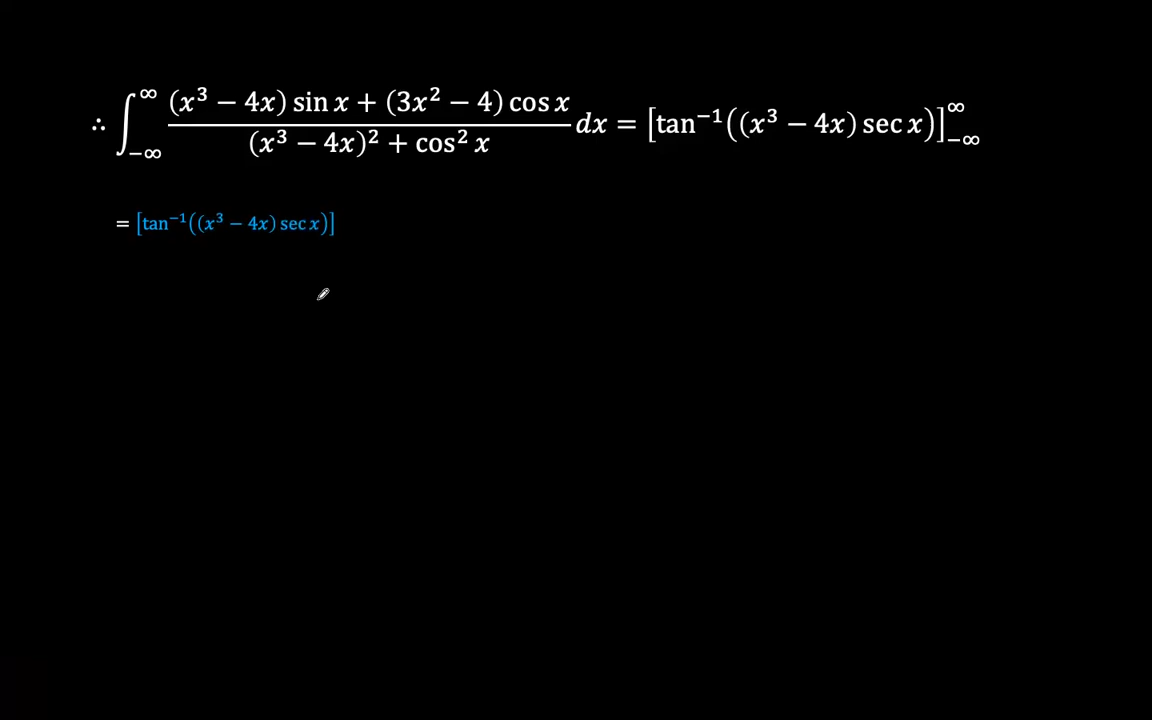 ∴ ∫_{-∞}^{∞} \frac{(x³ − 4x) sin x + (3x² − 4) cos x}{(x³ − 4x)² + cos² x} dx = [tan⁻¹((x³ − 4x) sec x)]_{-∞}^{∞}
= [tan⁻¹((x³ − 4x) sec x)]